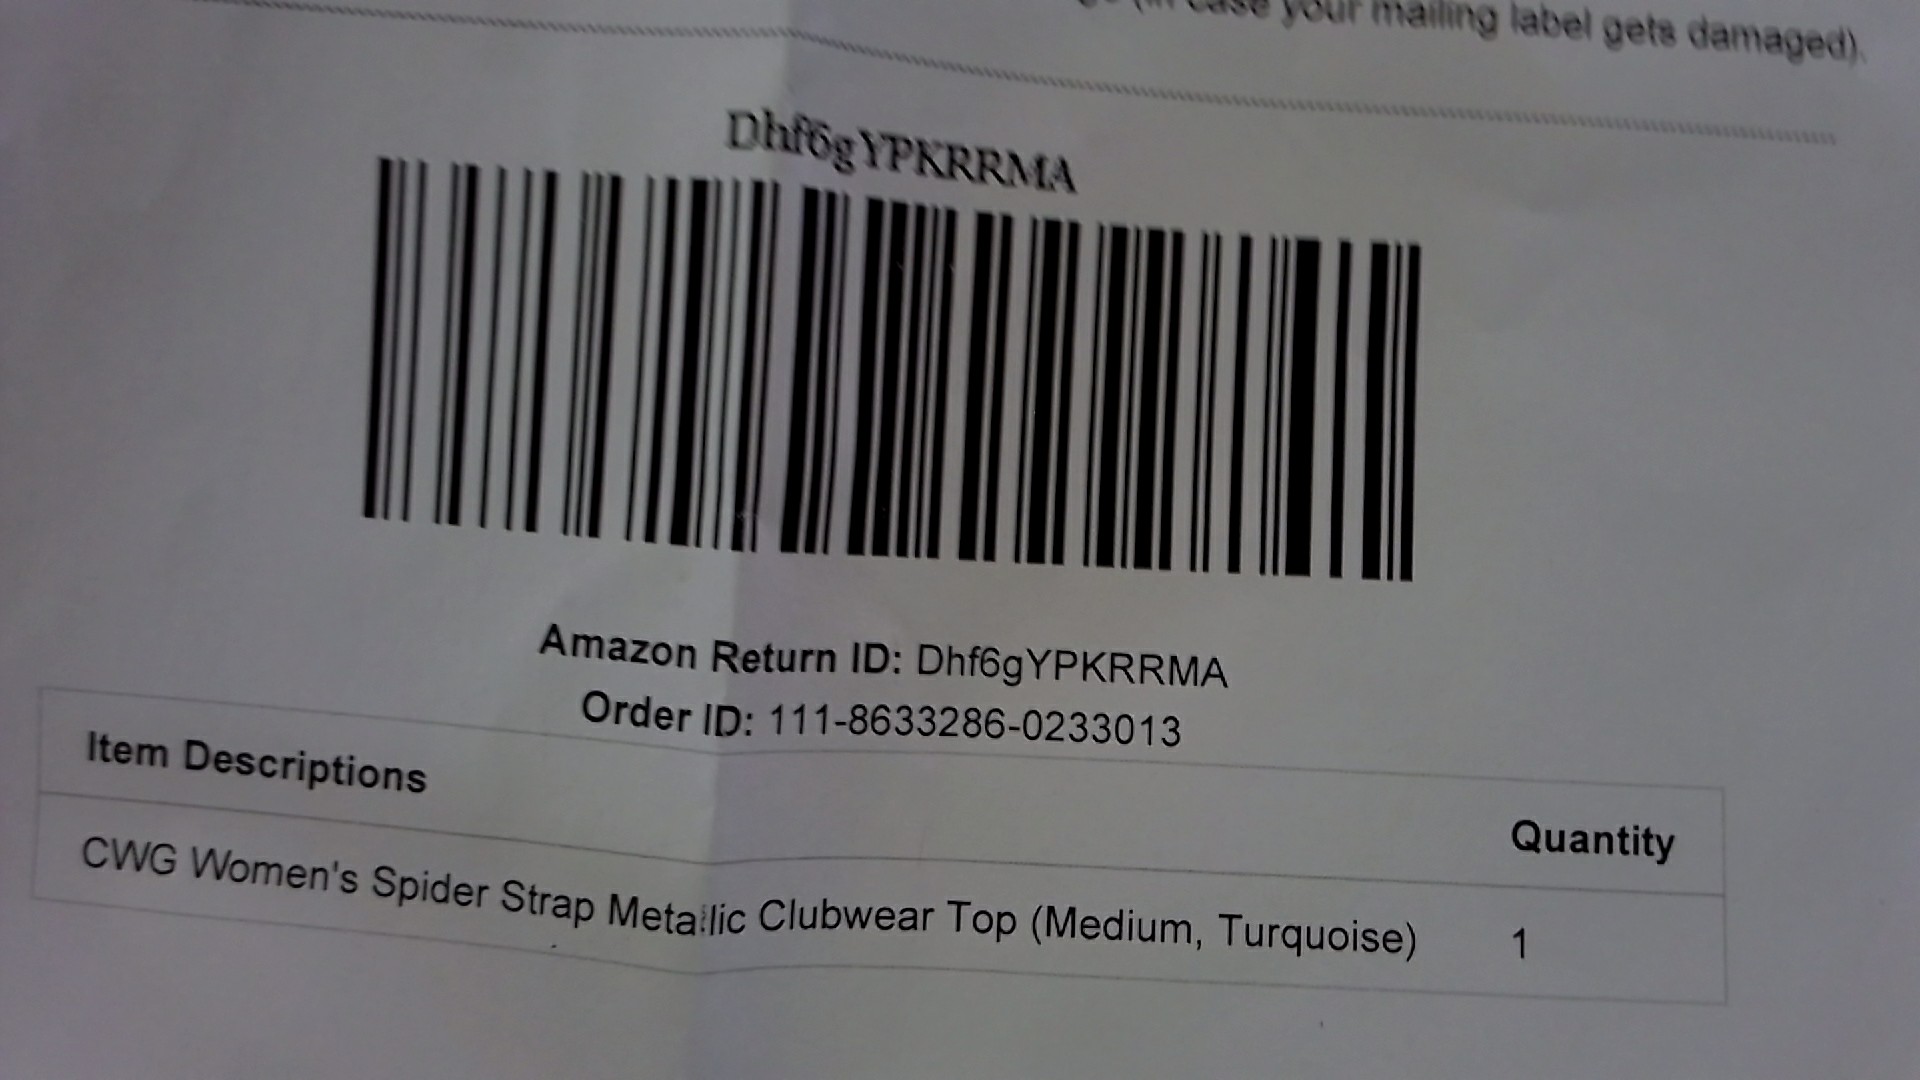 case your mailing label gets damaged).
Dhf6gYPKRRMA
Amazon Return ID: Dhf6gYPKRRMA
Order ID: 111-8633286-0233013
Item Descriptions
Quantity
CWG Women's Spider Strap Metallic Clubwear Top (Medium, Turquoise)
1